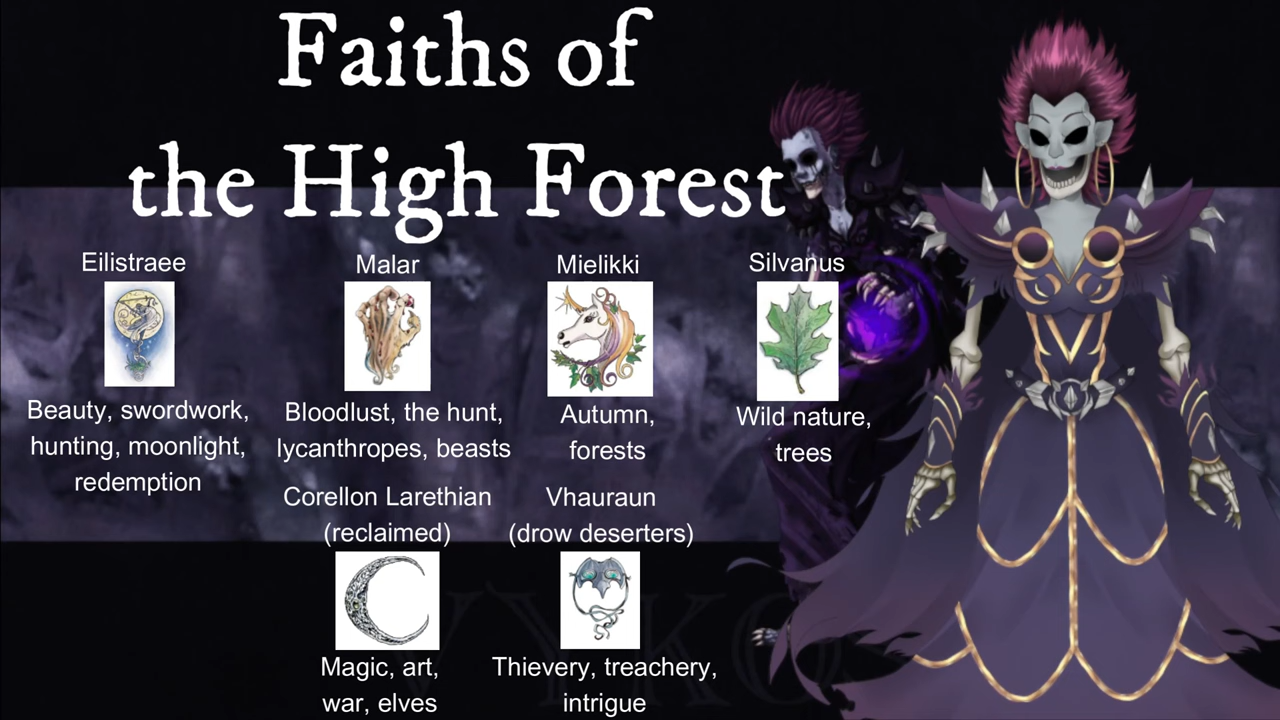 Faiths of
the High Forest
Eilistraee
Beauty, swordwork,
hunting, moonlight,
redemption
Malar
Bloodlust, the hunt,
lycanthropes, beasts
Mielikki
Autumn,
forests
Silvanus
Wild nature,
trees
Corellon Larethian
(reclaimed)
Magic, art,
war, elves
Vhauraun
(drow deserters)
Thievery, treachery,
intrigue